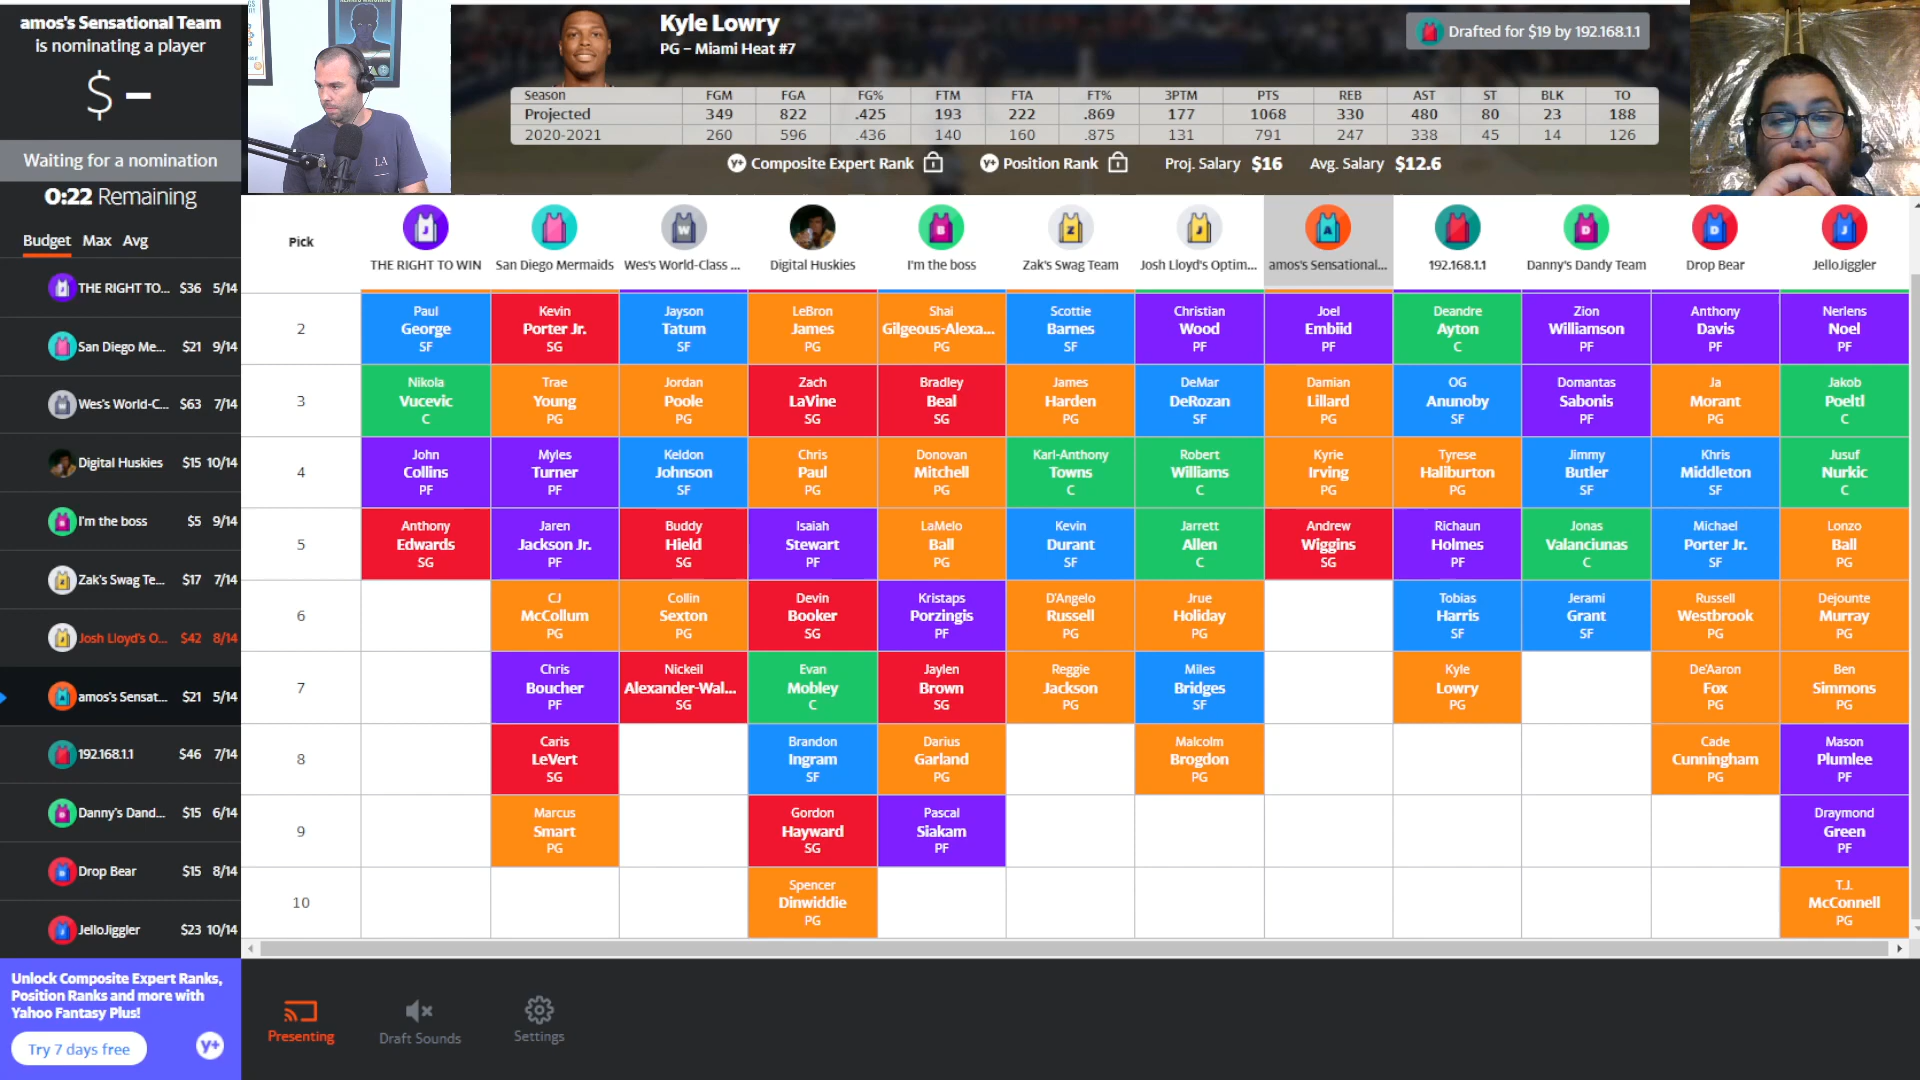 amos's Sensational Team
is nominating a player
$ –
Waiting for a nomination
0:22 Remaining
Budget Max Avg
THE RIGHT TO... $36 5/14
San Diego Me... $21 9/14
Wes's World-C... $63 7/14
Digital Huskies $15 10/14
I'm the boss $5 9/14
Zak's Swag Te... $17 7/14
Josh Lloyd's O... $42 8/14
amos's Sensat... $21 5/14
192.168.1.1 $46 7/14
Danny's Dand... $15 6/14
Drop Bear $15 8/14
JelloJiggler $23 10/14
Unlock Composite Expert Ranks,
Position Ranks and more with
Yahoo Fantasy Plus!
Try 7 days free
y+
Kyle Lowry
PG – Miami Heat #7
Drafted for $19 by 192.168.1.1
Season FGM FGA FG% FTM FTA FT% 3PTM PTS REB AST ST BLK TO
Projected 349 822 .425 193 222 .869 177 1068 330 480 80 23 188
2020-2021 260 596 .436 140 160 .875 131 791 247 338 45 14 126
y+ Composite Expert Rank y+ Position Rank Proj. Salary $16 Avg. Salary $12.6
LA
J W B Z J A D D J
Pick THE RIGHT TO WIN San Diego Mermaids Wes's World-Class ... Digital Huskies I'm the boss Zak's Swag Team Josh Lloyd's Optim... amos's Sensational... 192.168.1.1 Danny's Dandy Team Drop Bear JelloJiggler
Paul Kevin Jayson LeBron Shai Scottie Christian Joel Deandre Zion Anthony Nerlens
2 George Porter Jr. Tatum James Gilgeous-Alexa... Barnes Wood Embiid Ayton Williamson Davis Noel
SF SG SF PG PG SF PF PF C PF PF PF
Nikola Trae Jordan Zach Bradley James DeMar Damian OG Domantas Ja Jakob
3 Vucevic Young Poole LaVine Beal Harden DeRozan Lillard Anunoby Sabonis Morant Poeltl
C PG PG SG SG PG SF PG SF PF PG C
John Myles Keldon Chris Donovan Karl-Anthony Robert Kyrie Tyrese Jimmy Khris Jusuf
4 Collins Turner Johnson Paul Mitchell Towns Williams Irving Haliburton Butler Middleton Nurkic
PF PF SF PG PG C C PG PG SF SF C
Anthony Jaren Buddy Isaiah LaMelo Kevin Jarrett Andrew Richaun Jonas Michael Lonzo
5 Edwards Jackson Jr. Hield Stewart Ball Durant Allen Wiggins Holmes Valanciunas Porter Jr. Ball
SG PF SG PF PG SF C SG PF C SF PG
CJ Collin Devin Kristaps D'Angelo Jrue Tobias Jerami Russell Dejounte
6 McCollum Sexton Booker Porzingis Russell Holiday Harris Grant Westbrook Murray
PG PG SG PF PG PG SF SF PG PG
Chris Nickeil Evan Jaylen Reggie Miles Kyle De'Aaron Ben
7 Boucher Alexander-Wal... Mobley Brown Jackson Bridges Lowry Fox Simmons
PF SG C SG PG SF PG PG PG
Caris Brandon Darius Malcolm Cade Mason
8 LeVert Ingram Garland Brogdon Cunningham Plumlee
SG SF PG PG PG PF
Marcus Gordon Pascal Draymond
9 Smart Hayward Siakam Green
PG SG PF PF
Spencer T.J.
10 Dinwiddie McConnell
PG PG
Presenting Draft Sounds Settings